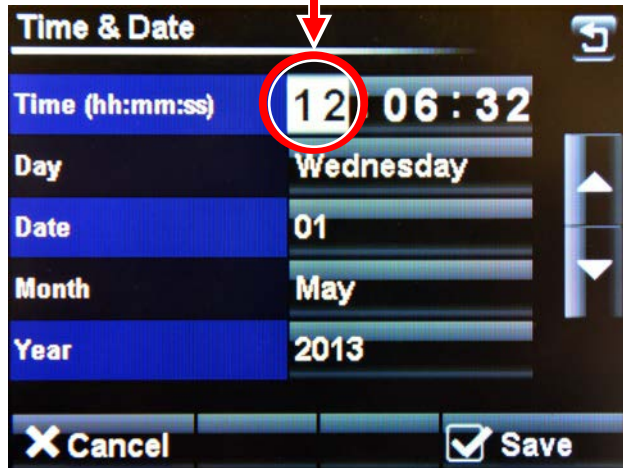 Time & Date
Time (hh:mm:ss) 12:06:32
Day Wednesday
Date 01
Month May
Year 2013
Cancel Save